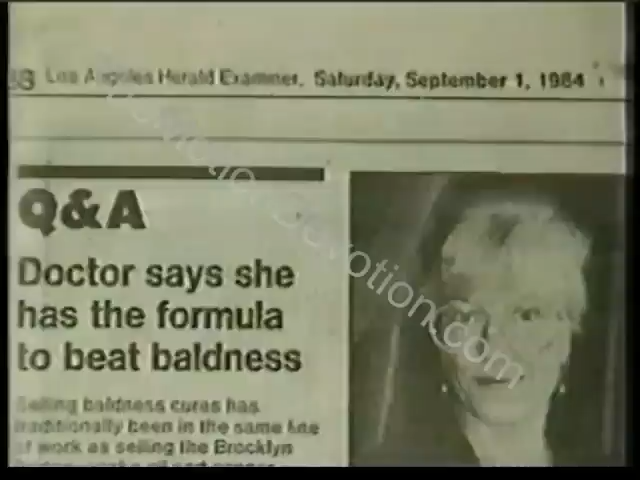 Los Angeles Herald Examiner, Saturday, September 1, 1984
Q&A
Doctor says she
has the formula
to beat baldness
Selling baldness cures has
traditionally been in the same line
of work as selling the Brooklyn